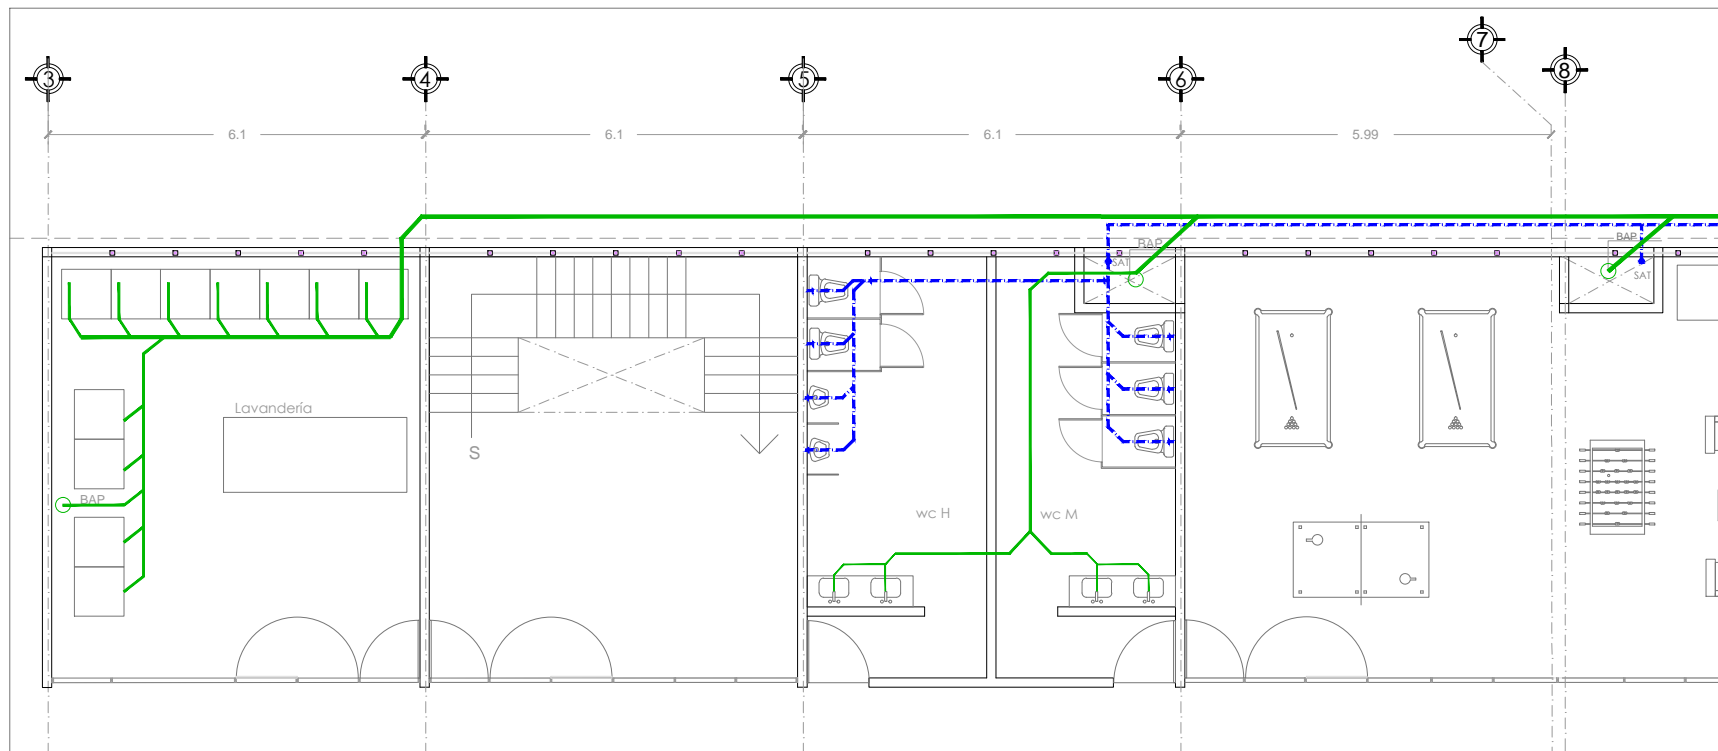 7
3
4
5
6
8
6.1
6.1
6.1
5.99
BAP
BAP
SAT
SAT
Lavandería
S
BAP
wc H
wc M